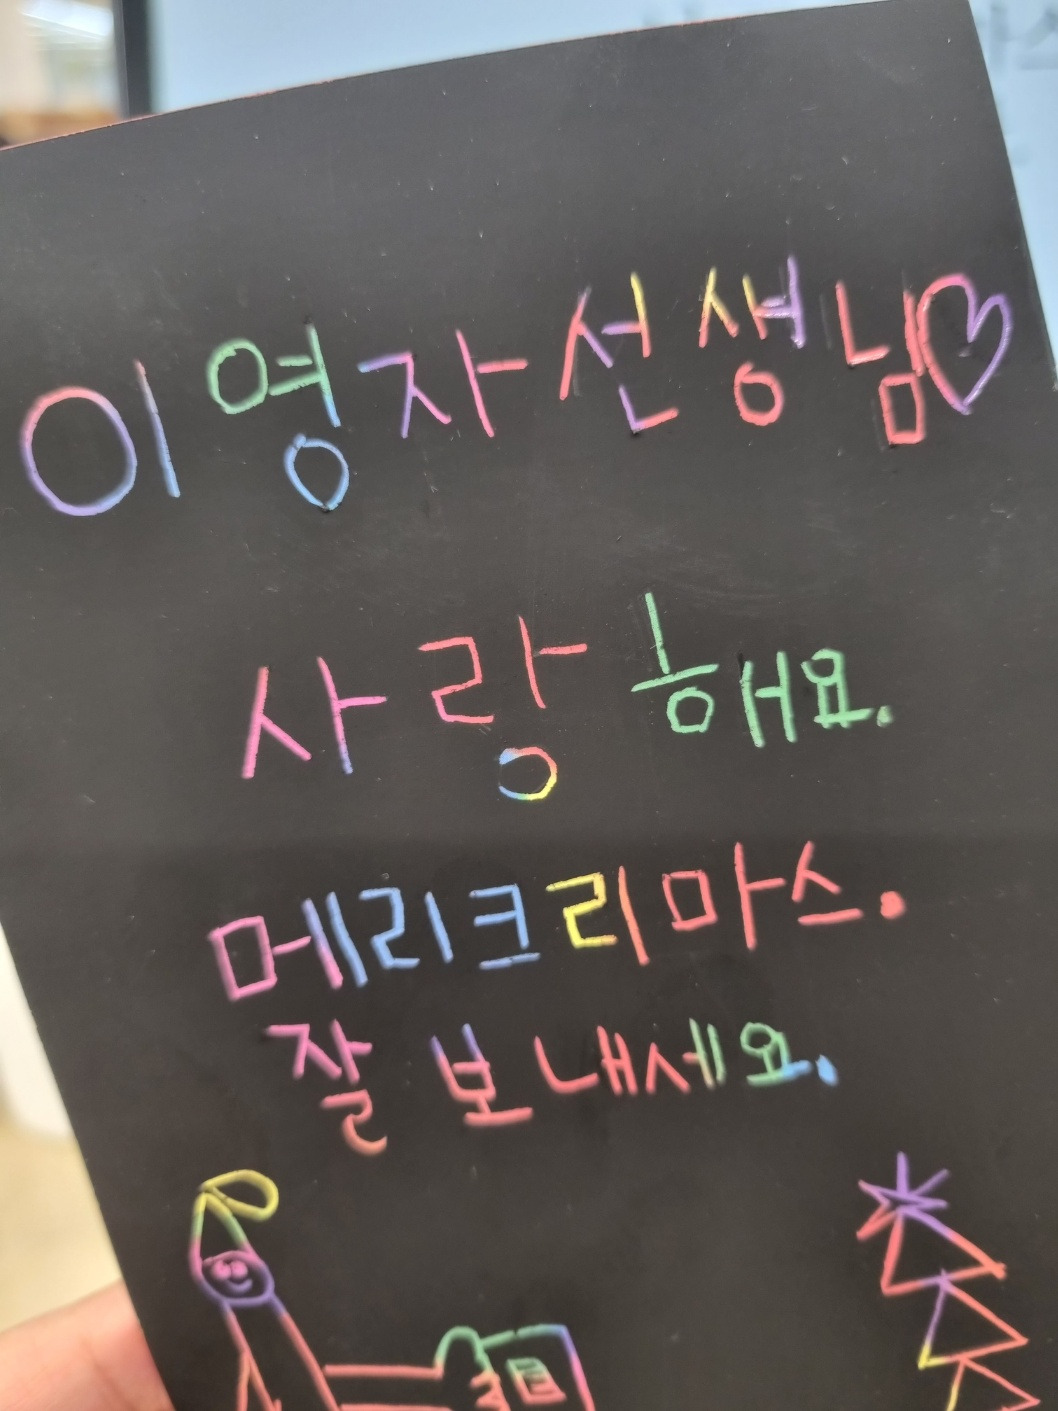 이영자선생님♡
사랑해요.
메리크리마스.
잘 보내세요.